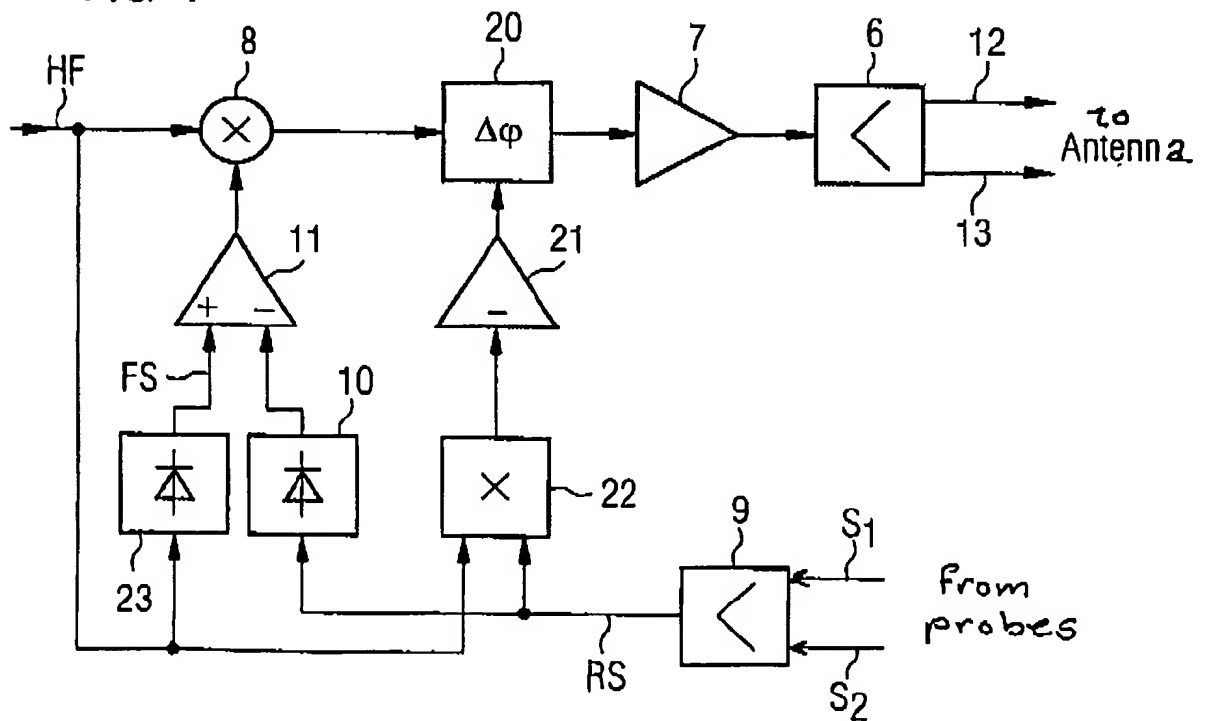 HF
8
20
7
6
12
×
Δφ
to
Antenna
13
11
21
+ −
−
FS
10
×
22
23
9
S1
From
probes
RS
S2